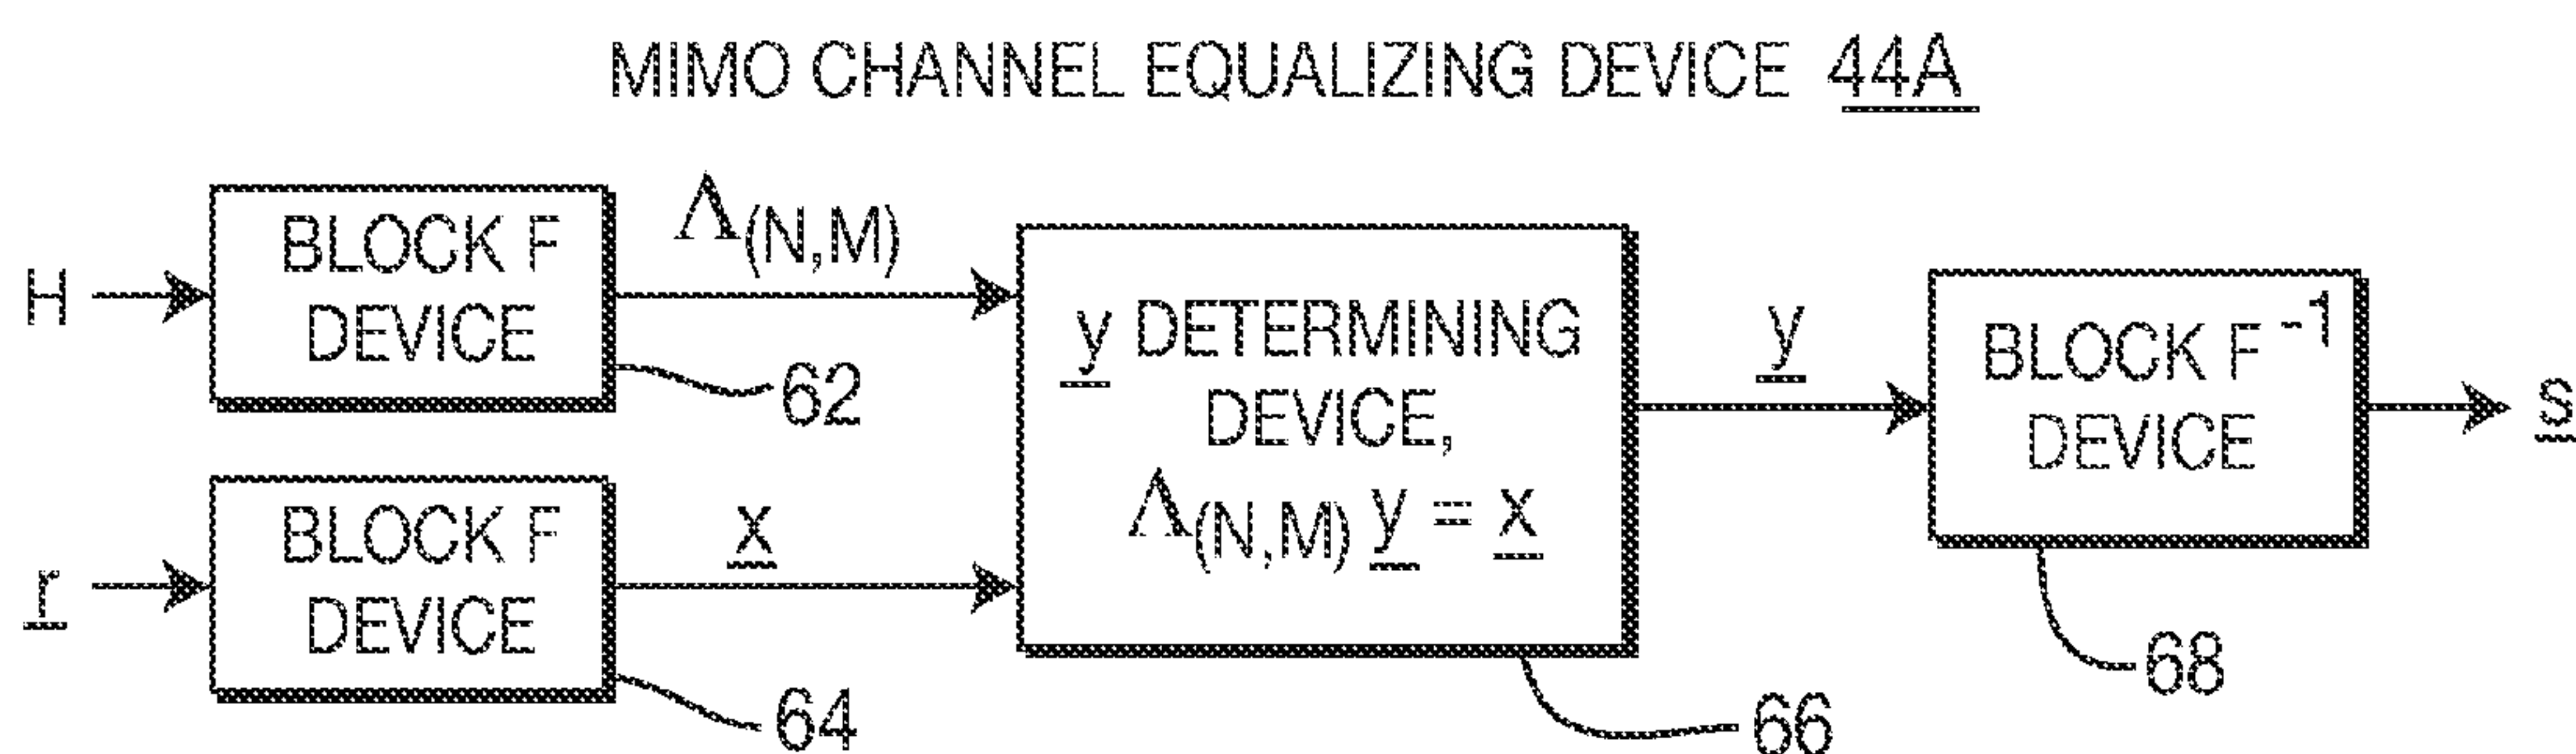 MIMO CHANNEL EQUALIZING DEVICE 44A
H
BLOCK F
DEVICE
62
Λ(N,M)
r
BLOCK F
DEVICE
64
x
y DETERMINING
DEVICE,
Λ(N,M) y = x
66
y
BLOCK F⁻¹
DEVICE
68
s